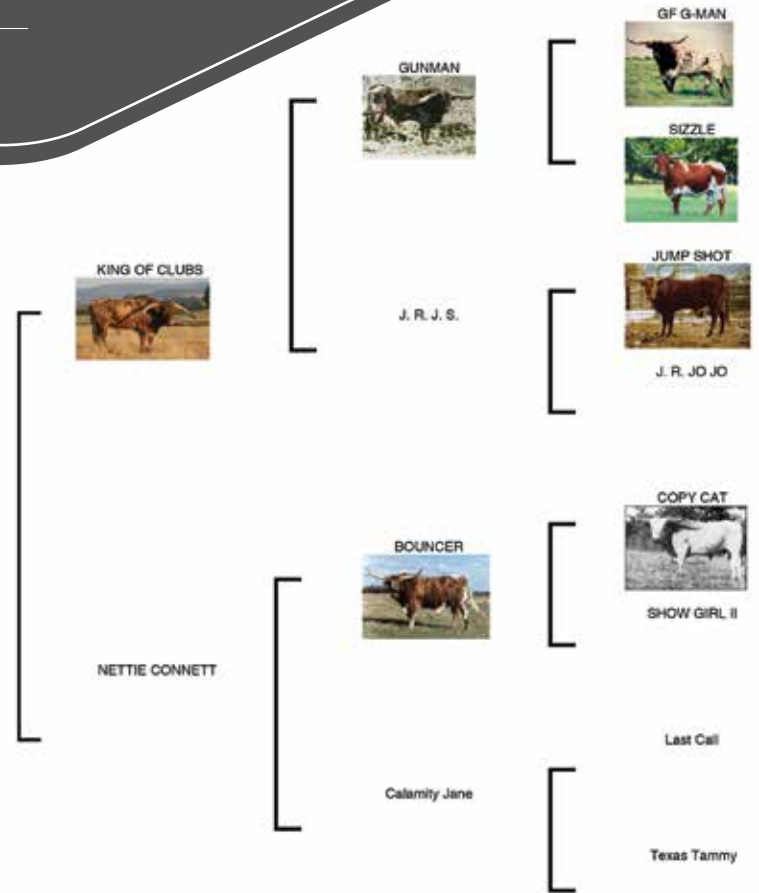 GF G-MAN
GUNMAN
SIZZLE
JUMP SHOT
KING OF CLUBS
J. R. J. S.
J. R. JO JO
COPY CAT
BOUNCER
SHOW GIRL II
NETTIE CONNETT
Last Call
Calamity Jane
Texas Tammy